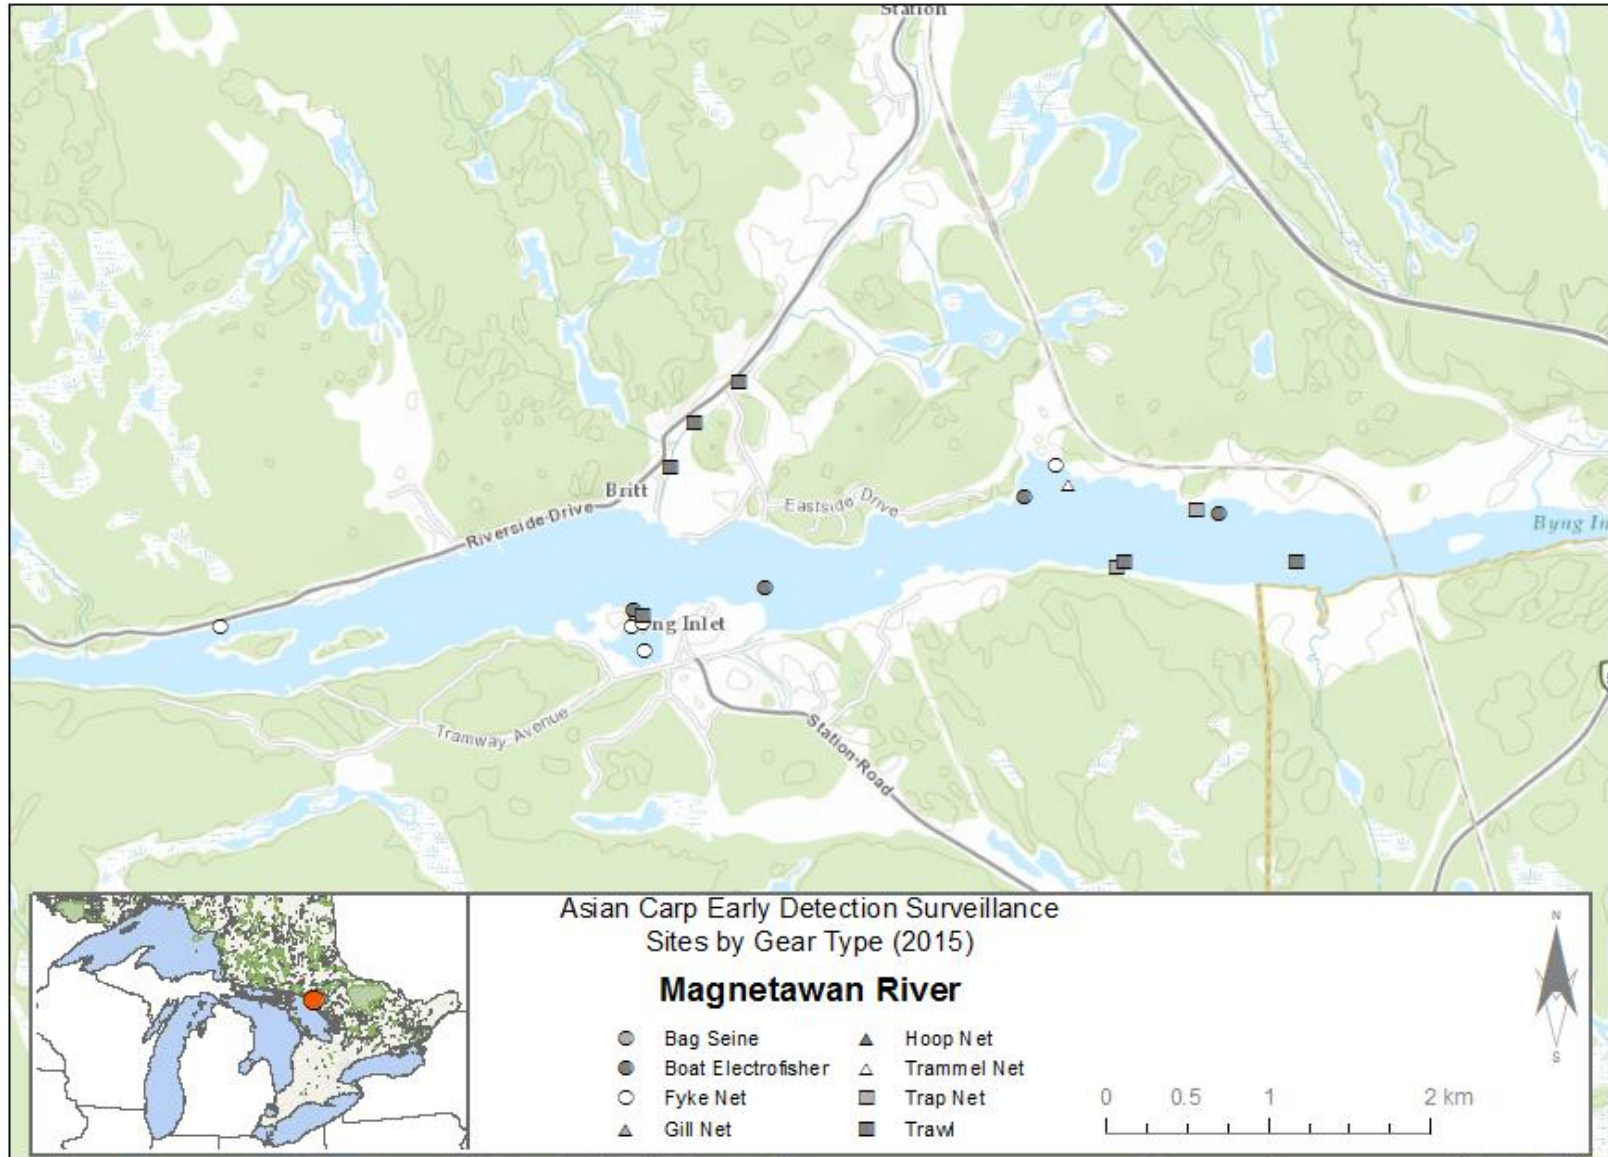 Station
Britt
Riverside Drive
Eastside Drive
Byng In
ng Inlet
Tramway Avenue
Station Road
Asian Carp Early Detection Surveillance
Sites by Gear Type (2015)
Magnetawan River
Bag Seine
Boat Electrofisher
Fyke Net
Gill Net
Hoop Net
Trammel Net
Trap Net
Trawl
N
S
0 0.5 1 2 km